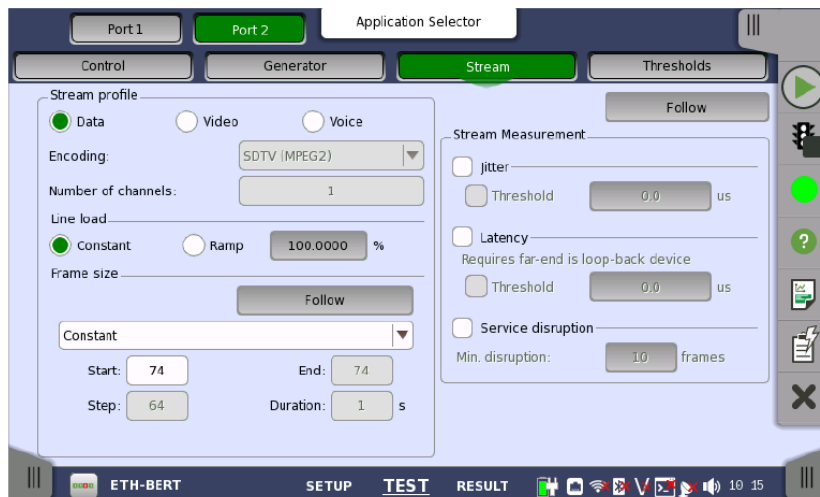 Port 1
Port 2
Application Selector
Control
Generator
Stream
Thresholds
Stream profile
Data
Video
Voice
Encoding:
SDTV (MPEG2)
Number of channels:
1
Line load
Constant
Ramp
100.0000
%
Frame size
Follow
Constant
Start:
74
End:
74
Step:
64
Duration:
1
s
Follow
Stream Measurement
Jitter
Threshold
0.0
us
Latency
Requires far-end is loop-back device
Threshold
0.0
us
Service disruption
Min. disruption:
10
frames
ETH-BERT
SETUP
TEST
RESULT
10 15